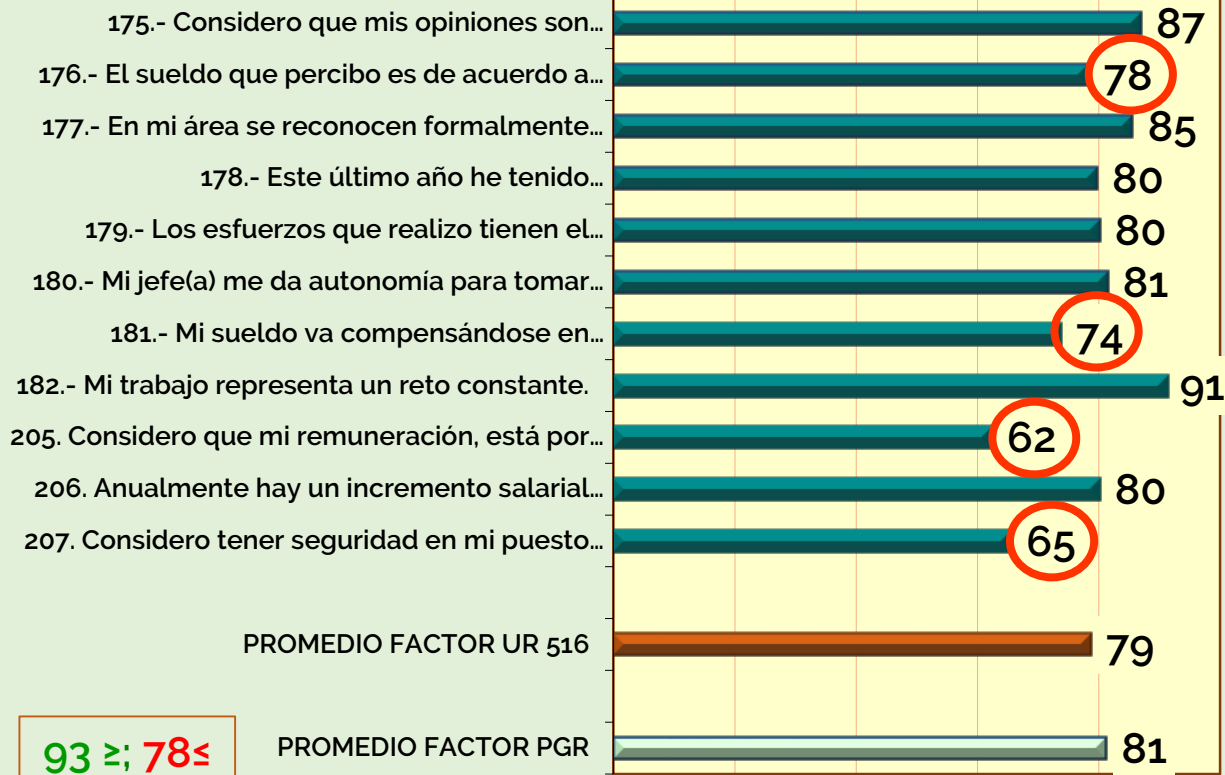 175.- Considero que mis opiniones son... 87
176.- El sueldo que percibo es de acuerdo a... 78
177.- En mi área se reconocen formalmente... 85
178.- Este último año he tenido... 80
179.- Los esfuerzos que realizo tienen el... 80
180.- Mi jefe(a) me da autonomía para tomar... 81
181.- Mi sueldo va compensándose en... 74
182.- Mi trabajo representa un reto constante. 91
205. Considero que mi remuneración, está por... 62
206. Anualmente hay un incremento salarial... 80
207. Considero tener seguridad en mi puesto... 65
PROMEDIO FACTOR UR 516 79
93 ≥; 78≤ PROMEDIO FACTOR PGR 81